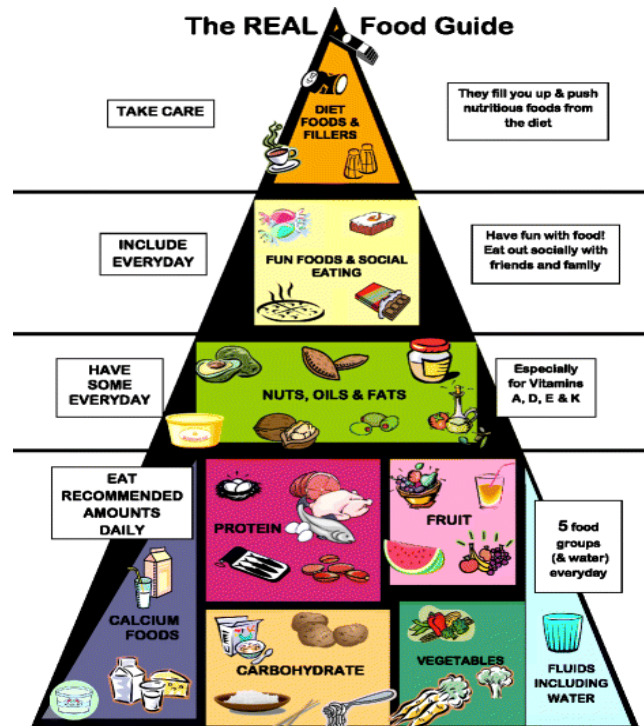 The REAL Food Guide
TAKE CARE
DIET
FOODS &
FILLERS
They fill you up & push
nutritious foods from
the diet
INCLUDE
EVERYDAY
FUN FOODS & SOCIAL
EATING
Have fun with food!
Eat out socially with
friends and family
HAVE
SOME
EVERYDAY
NUTS, OILS & FATS
Especially
for Vitamins
A, D, E & K
EAT
RECOMMENDED
AMOUNTS
DAILY
PROTEIN
FRUIT
5 food
groups
(& water)
everyday
CALCIUM
FOODS
CARBOHYDRATE
VEGETABLES
FLUIDS
INCLUDING
WATER